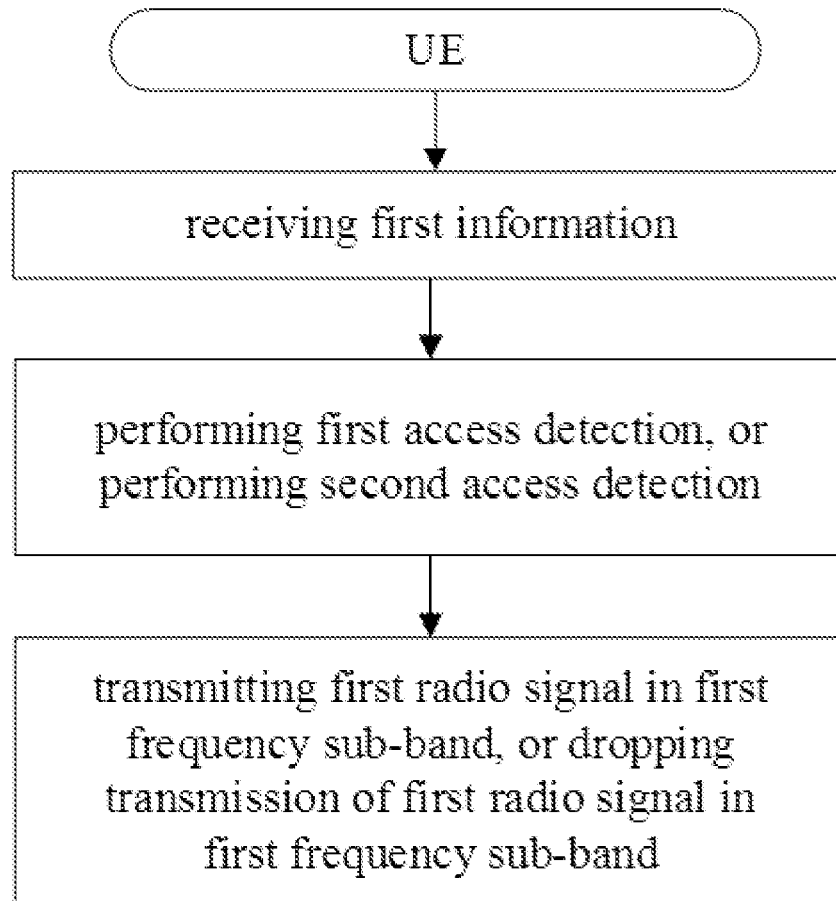 UE
receiving first information
performing first access detection, or
performing second access detection
transmitting first radio signal in first
frequency sub-band, or dropping
transmission of first radio signal in
first frequency sub-band